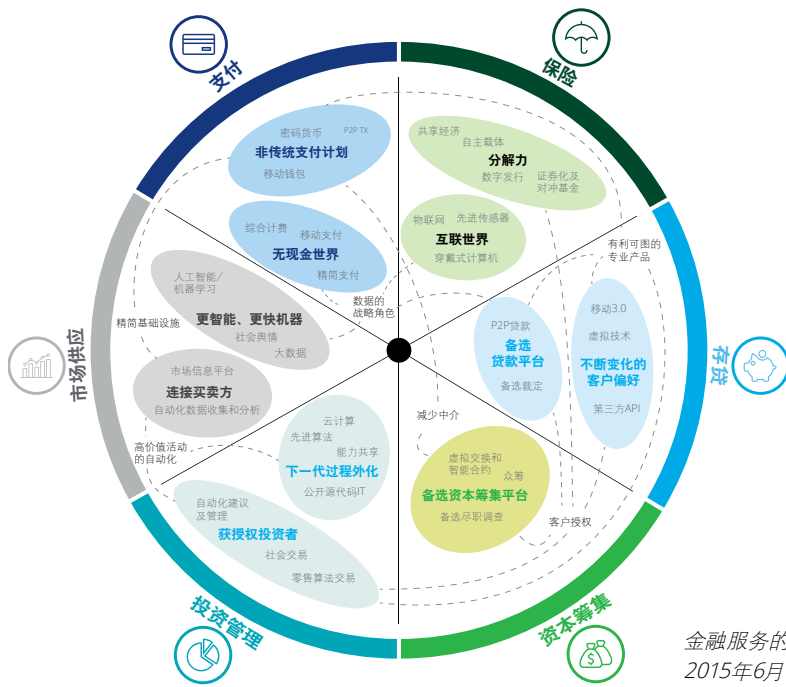 支付
保险
密码货币
P2P TX
非传统支付计划
移动钱包
共享经济
自主载体
分解力
数字发行
证券化及
对冲基金
综合计费
移动支付
无现金世界
精简支付
物联网
先进传感器
互联世界
穿戴式计算机
有利可图的
专业产品
人工智能/
机器学习
更智能、更快机器
社会舆情
大数据
数据的
战略角色
精简基础设施
市场供应
P2P贷款
备选
贷款平台
备选裁定
移动3.0
虚拟技术
不断变化的
客户偏好
第三方API
存贷
市场信息平台
连接买卖方
自动化数据收集和分析
减少中介
高价值活动
的自动化
云计算
先进算法
能力共享
下一代过程外化
公开源代码IT
虚拟交换和
智能合约
众筹
备选资本筹集平台
备选尽职调查
自动化建议
及管理
获授权投资者
社会交易
零售算法交易
客户授权
投资管理
资本筹集
金融服务的
2015年6月